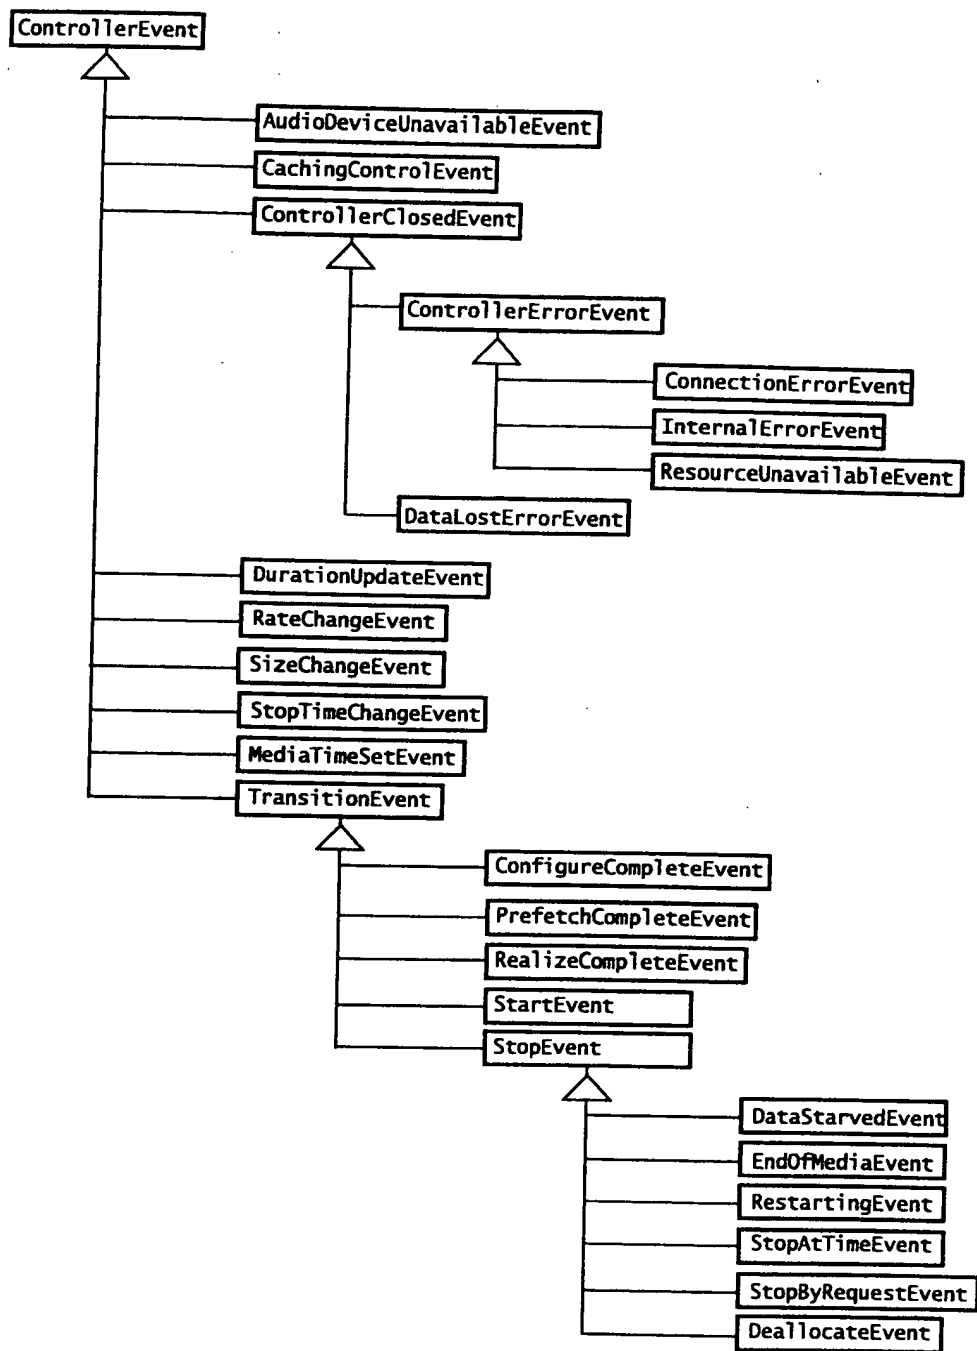 ControllerEvent
AudioDeviceUnavailableEvent
CachingControlEvent
ControllerClosedEvent
ControllerErrorEvent
ConnectionErrorEvent
InternalErrorEvent
ResourceUnavailableEvent
DataLostErrorEvent
DurationUpdateEvent
RateChangeEvent
SizeChangeEvent
StopTimeChangeEvent
MediaTimeSetEvent
TransitionEvent
ConfigureCompleteEvent
PrefetchCompleteEvent
RealizeCompleteEvent
StartEvent
StopEvent
DataStarvedEvent
EndOfMediaEvent
RestartingEvent
StopAtTimeEvent
StopByRequestEvent
DeallocateEvent